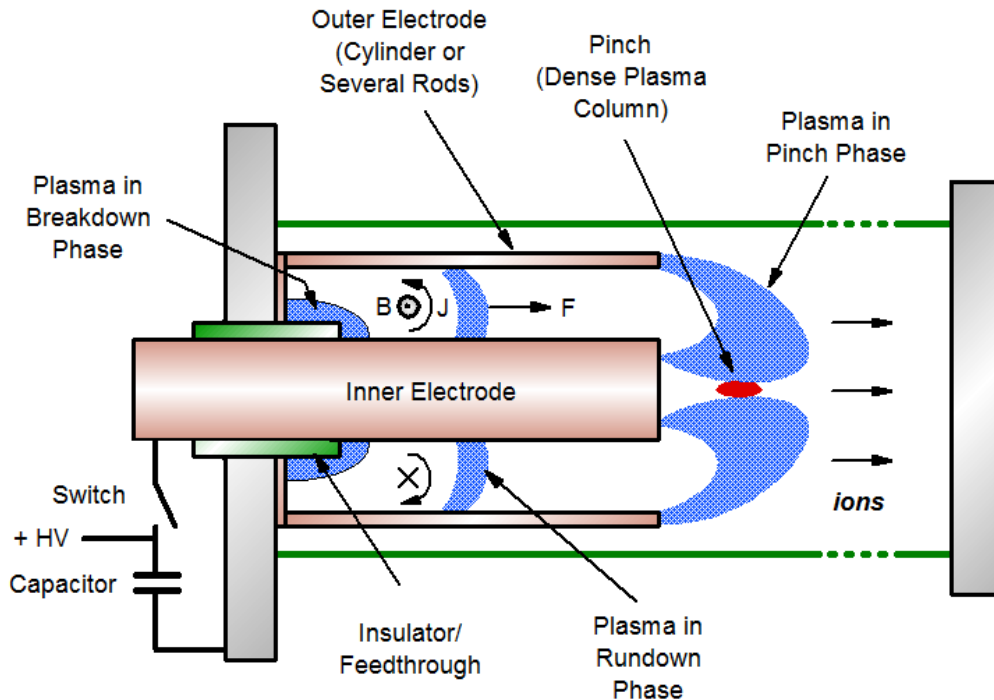 Outer Electrode
(Cylinder or
Several Rods)
Pinch
(Dense Plasma
Column)
Plasma in
Pinch Phase
Plasma in
Breakdown
Phase
B
J
F
Inner Electrode
X
ions
Switch
+ HV
Capacitor
Insulator/
Feedthrough
Plasma in
Rundown
Phase